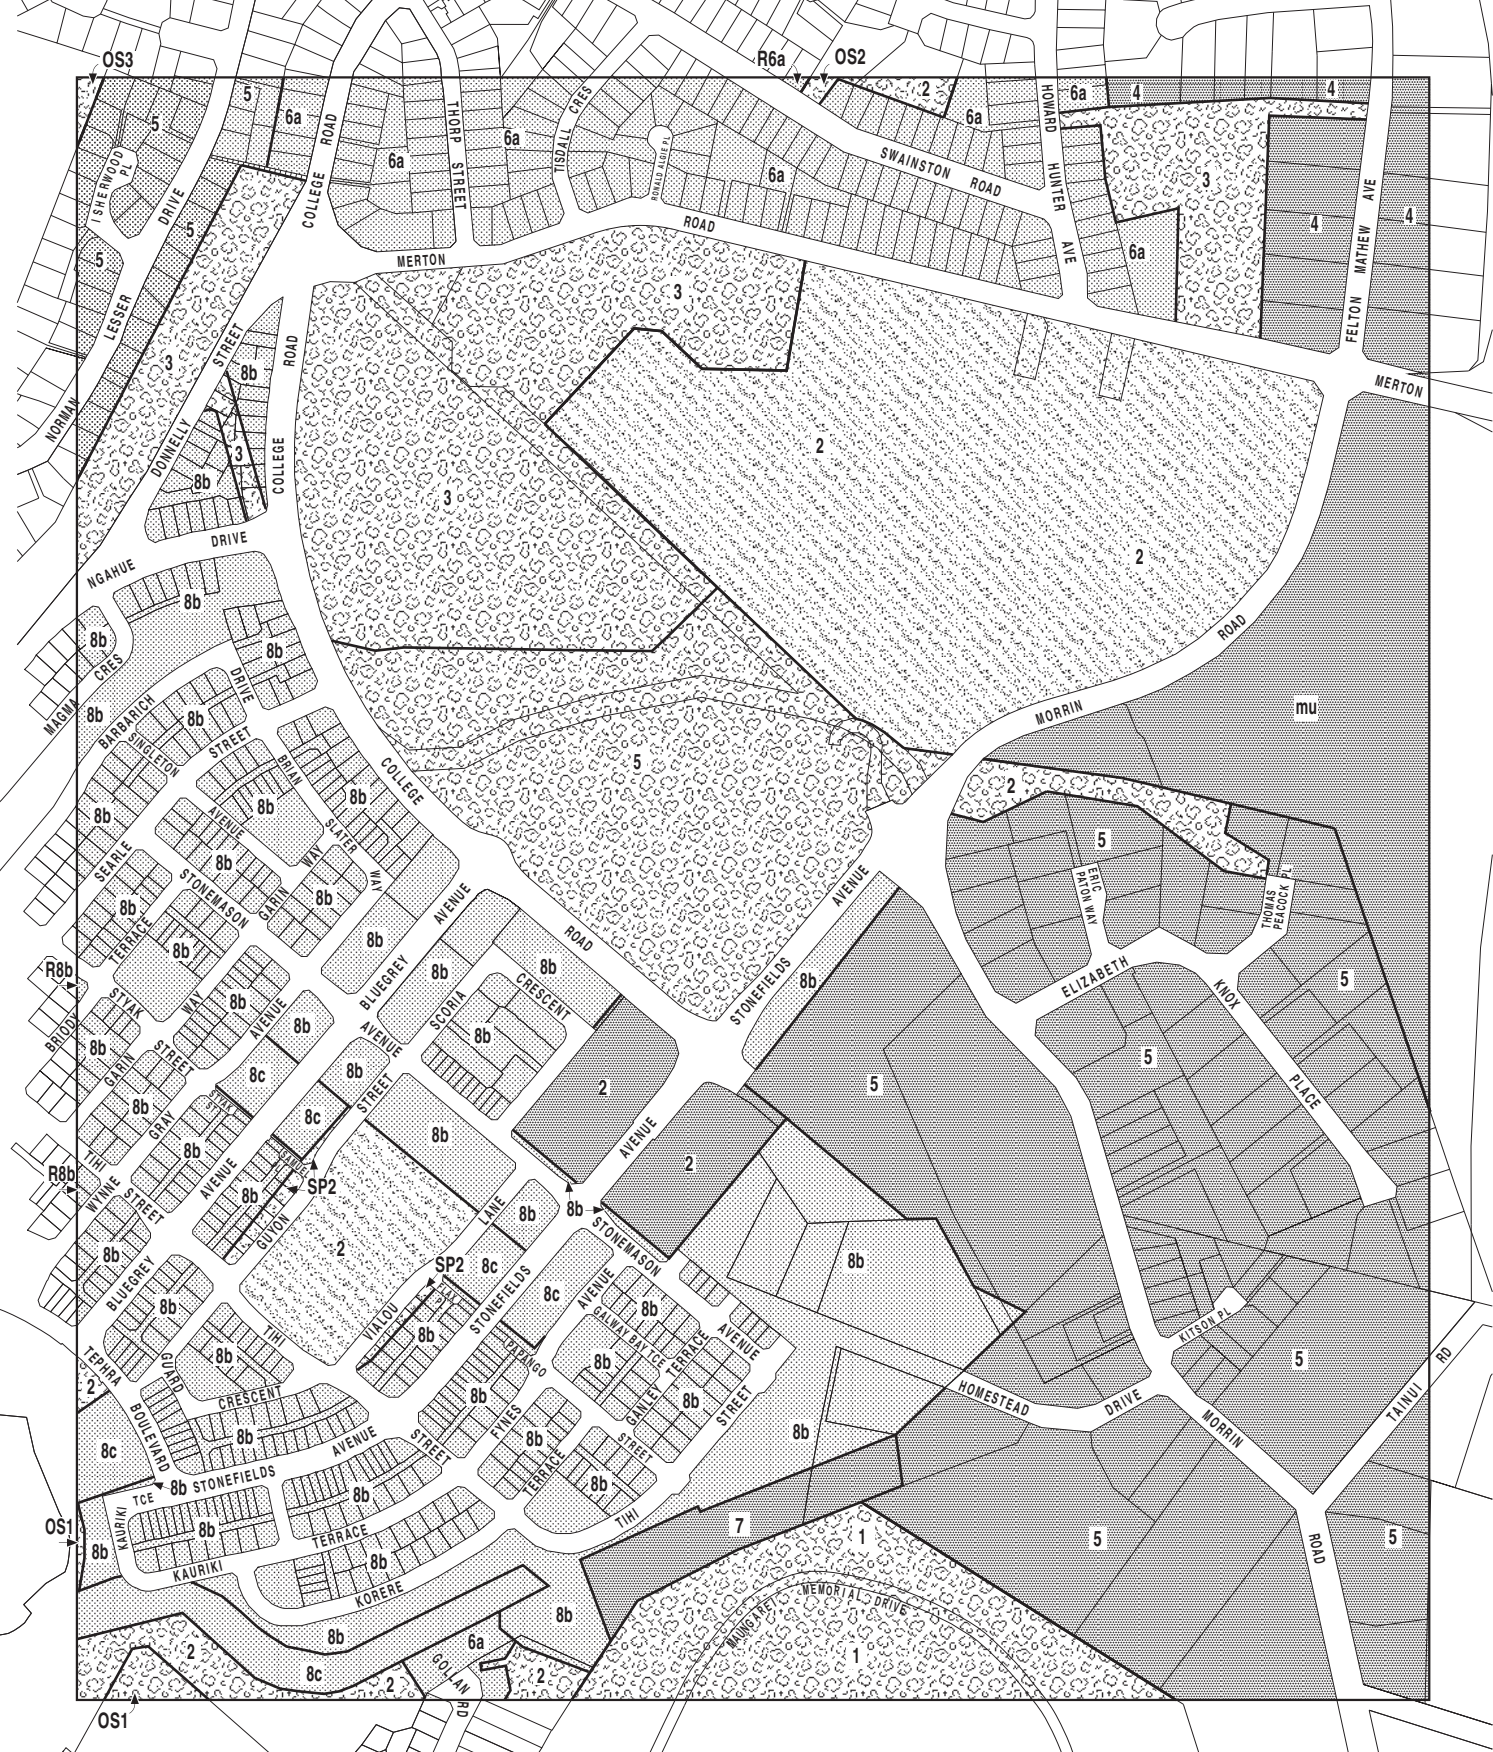 OS3
R6a
OS2
5
6a
2
6a
6a
4
4
5
ISHERWOOD
PL
DRIVE
COLLEGE
ROAD
THORP
STREET
6a
6a
TISDALL
CRES
RONALD ALGIE PL
6a
SWAINSTON
ROAD
HOWARD
HUNTER
AVE
3
4
4
FELTON
MATHEW
AVE
5
5
MERTON
ROAD
6a
3
LESSER
NORMAN
3
STREET
DONNELLY
8b
ROAD
COLLEGE
3
8b
MERTON
2
3
2
DRIVE
NGAHUE
8b
8b
CRES
MAGMA
8b
DRIVE
ROAD
MORRIN
mu
8b
BARBARICH
8b
SINGLETON
STREET
BRIAN
SLATER
WAY
COLLEGE
5
2
8b
8b
8b
AVENUE
SEARLE
8b
WAY
GARIN
8b
5
ERIC
PATON WAY
THOMAS
PEACOCK PL
AVENUE
STONEMASON
8b
TERRACE
8b
8b
AVENUE
BLUEGREY
ROAD
8b
8b
CRESCENT
SCORIA
8b
STONEFIELDS
ELIZABETH
KNOX
PLACE
5
R8b
BRIODY
STYAK
WAY
8b
AVENUE
8b
AVENUE
8b
8b
GARIN
STREET
8c
8b
STREET
2
5
5
8b
GRAY
STYAK
ST
8c
8b
AVENUE
2
TIHI
8b
R8b
WYNNE
STREET
AVENUE
8b
SAMUEL
SP2
GUYON
LANE
8b
8b
STONEMASON
8b
8b
BLUEGREY
2
SP2
8c
8c
AVENUE
8b
TIHI
8b
VIALOU
8b
STONEFIELDS
GALWAY BAY TCE
TERRACE
AVENUE
KITSON PL
5
8b
GUARD
PAPANGO
8b
8b
TEPHRA
2
BOULEVARD
CRESCENT
8b
GANLEY
STREET
HOMESTEAD
DRIVE
TAINUI
RD
8c
8b
AVENUE
STREET
FYNES
8b
STREET
8b
MORRIN
8b
STONEFIELDS
TERRACE
8b
TCE
KAURIKI
8b
8b
TIHI
OS1
8b
TERRACE
8b
7
1
5
5
ROAD
KAURIKI
KORERE
MEMORIAL DRIVE
MAUNGAREI
8b
8b
2
6a
1
8c
2
GOLLAN
RD
2
OS1